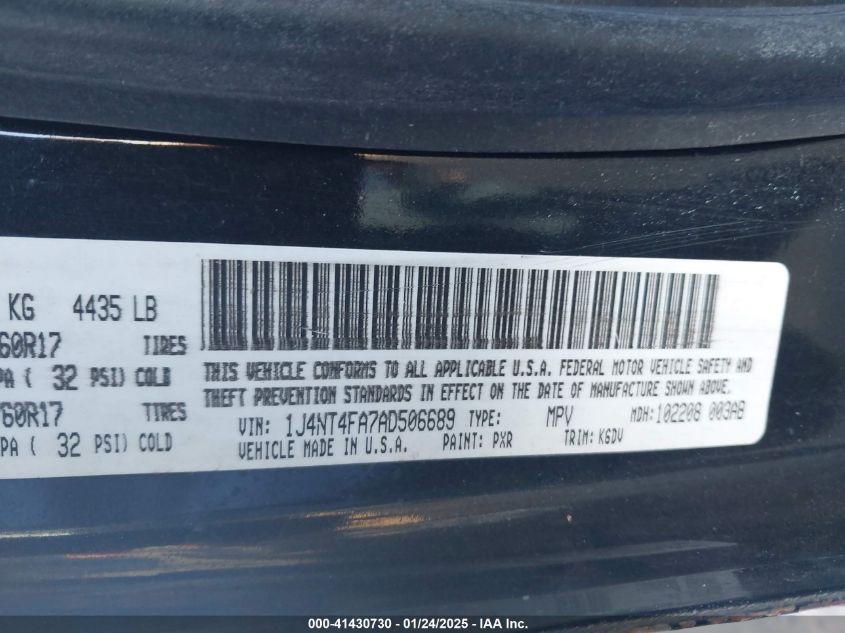 KG 4435 LB
60R17 TIRES
PA ( 32 PSI) COLD
60R17 TIRES
PA ( 32 PSI) COLD
THIS VEHICLE CONFORMS TO ALL APPLICABLE U.S.A. FEDERAL MOTOR VEHICLE SAFETY AND
THEFT PREVENTION STANDARDS IN EFFECT ON THE DATE OF MANUFACTURE SHOWN ABOVE.
VIN: 1J4NT4FA7AD506689 TYPE: MPV MDH: 102208 003AB
VEHICLE MADE IN U.S.A. PAINT: PXR TRIM: K6DV
000-41430730 - 01/24/2025 - IAA Inc.